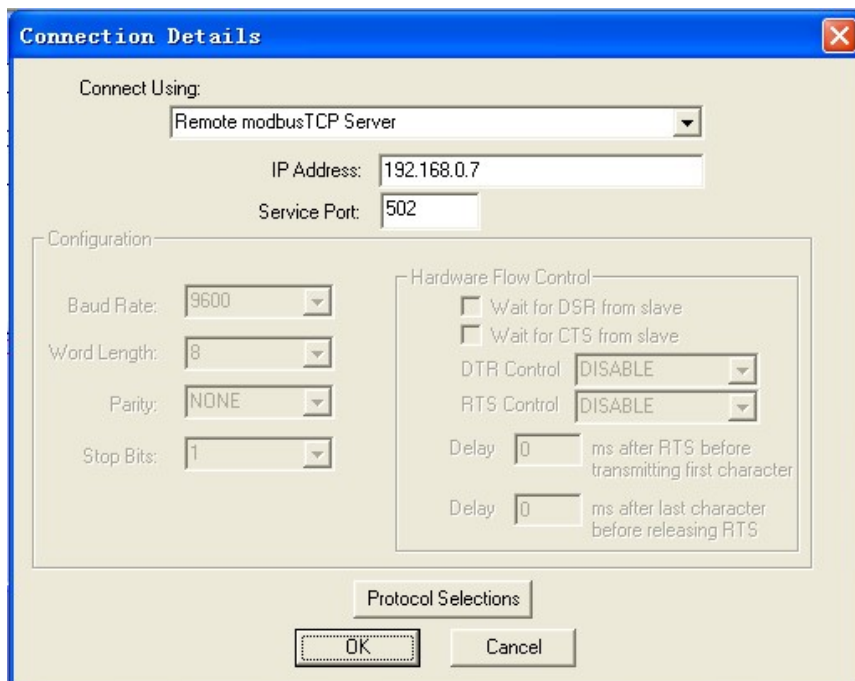 Connection Details
Connect Using:
Remote modbusTCP Server
IP Address: 192.168.0.7
Service Port: 502
Configuration
Baud Rate: 9600
Word Length: 8
Parity: NONE
Stop Bits: 1
Hardware Flow Control
Wait for DSR from slave
Wait for CTS from slave
DTR Control DISABLE
RTS Control DISABLE
Delay 0 ms after RTS before
transmitting first character
Delay 0 ms after last character
before releasing RTS
Protocol Selections
OK Cancel